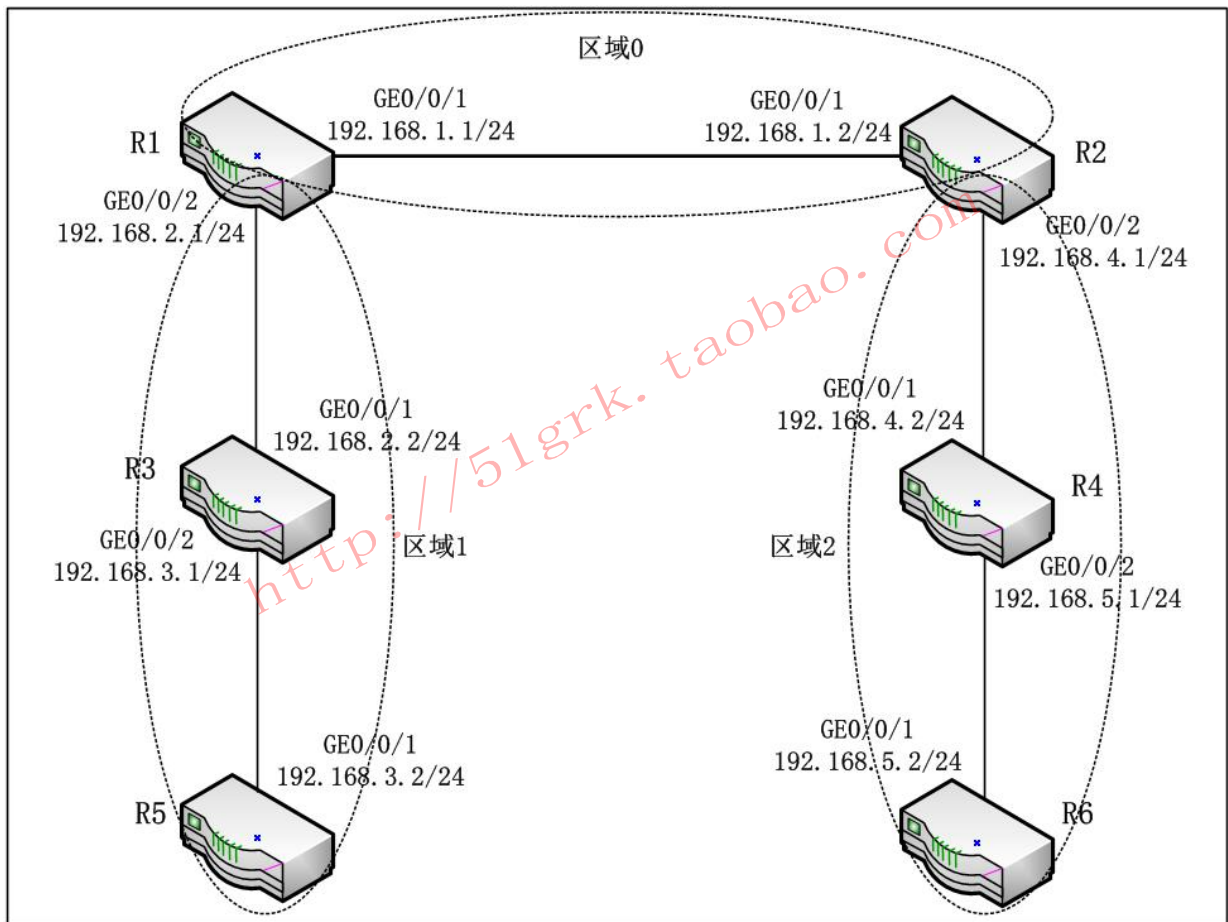 区域0
GE0/0/1
192.168.1.1/24
GE0/0/1
192.168.1.2/24
R1
R2
GE0/0/2
192.168.2.1/24
GE0/0/2
192.168.4.1/24
GE0/0/1
192.168.2.2/24
GE0/0/1
192.168.4.2/24
R3
R4
GE0/0/2
192.168.3.1/24
区域1
区域2
GE0/0/2
192.168.5.1/24
http://51grk.taobao.com
GE0/0/1
192.168.3.2/24
GE0/0/1
192.168.5.2/24
R5
R6